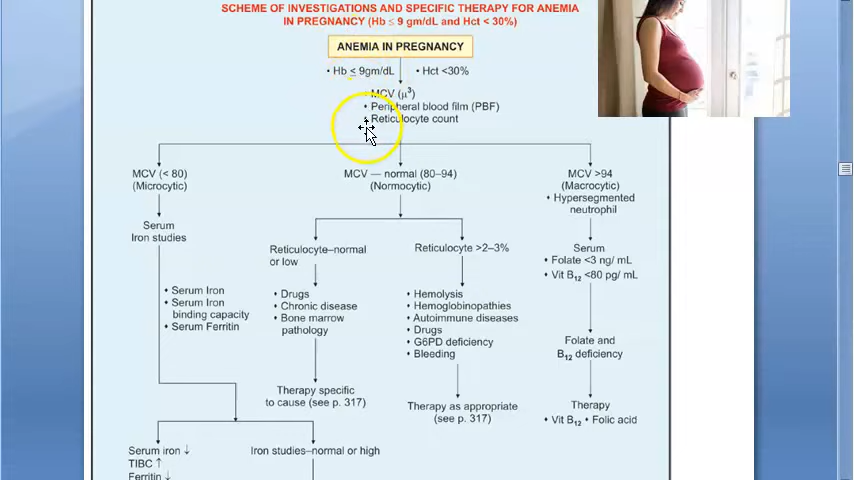 SCHEME OF INVESTIGATIONS AND SPECIFIC THERAPY FOR ANEMIA
IN PREGNANCY (Hb ≤ 9 gm/dL and Hct < 30%)
ANEMIA IN PREGNANCY
• Hb ≤ 9gm/dL • Hct <30%
• MCV (μ³)
• Peripheral blood film (PBF)
• Reticulocyte count
MCV (< 80)
(Microcytic)
Serum
Iron studies
• Serum Iron
• Serum Iron
binding capacity
• Serum Ferritin
MCV — normal (80–94)
(Normocytic)
Reticulocyte–normal
or low
• Drugs
• Chronic disease
• Bone marrow
pathology
Therapy specific
to cause (see p. 317)
Reticulocyte >2–3%
• Hemolysis
• Hemoglobinopathies
• Autoimmune diseases
• Drugs
• G6PD deficiency
• Bleeding
Therapy as appropriate
(see p. 317)
MCV >94
(Macrocytic)
• Hypersegmented
neutrophil
Serum
• Folate <3 ng/ mL
• Vit B₁₂ <80 pg/ mL
Folate and
B₁₂ deficiency
Therapy
• Vit B₁₂ • Folic acid
Serum iron ↓
TIBC ↑
Ferritin ↓
Iron studies–normal or high